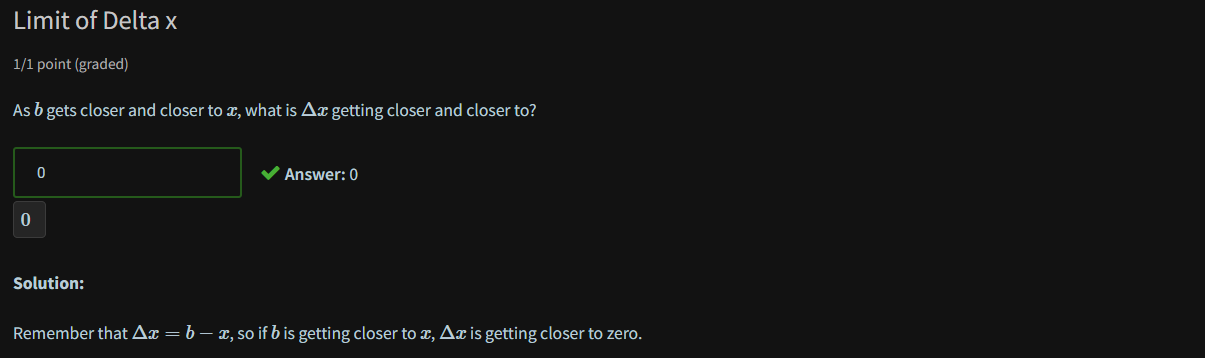 Limit of Delta x
1/1 point (graded)
As b gets closer and closer to x, what is Δx getting closer and closer to?
0
Answer: 0
0
Solution:
Remember that Δx = b − x, so if b is getting closer to x, Δx is getting closer to zero.